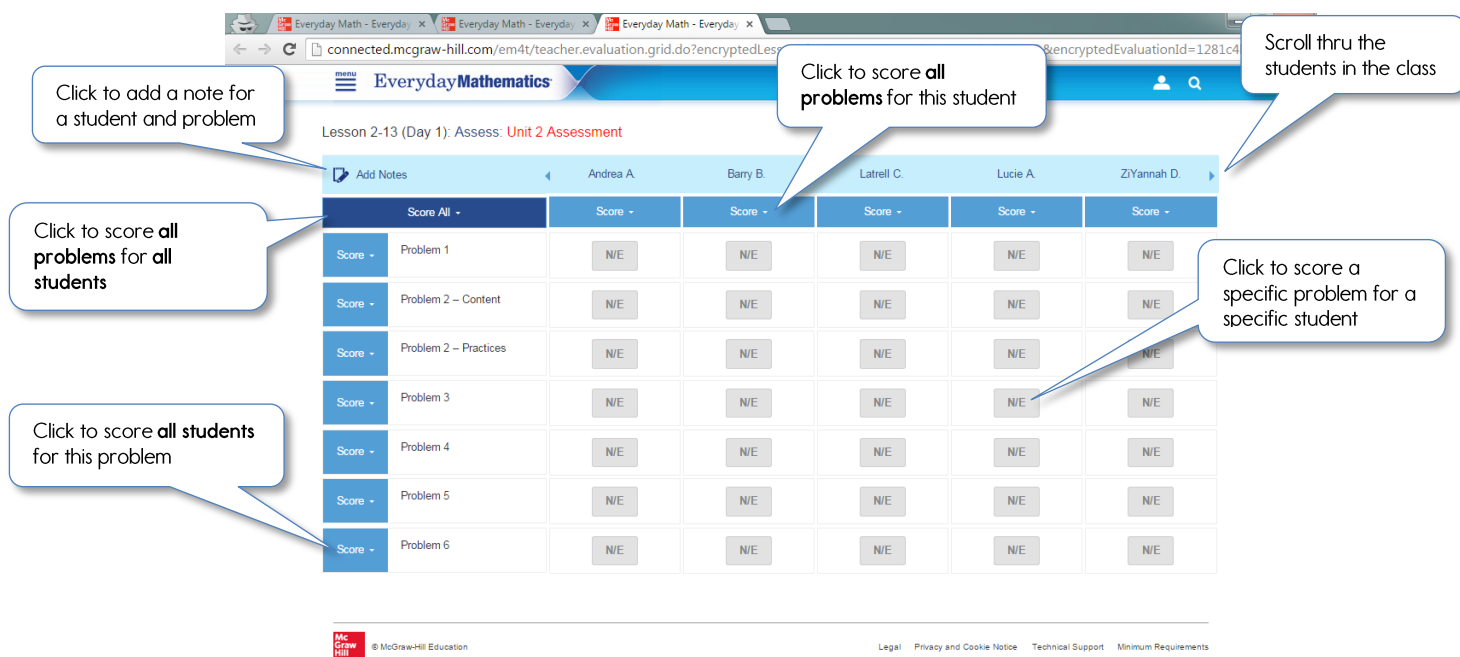 Everyday Math - Everyday
Everyday Math - Everyday
Everyday Math - Everyday
connected.mcgraw-hill.com/em4t/teacher.evaluation.grid.do?encryptedLes
&encryptedEvaluationId=1281c4
menu
EverydayMathematics
Click to add a note for
a student and problem
Click to score all
problems for this student
Scroll thru the
students in the class
Lesson 2-13 (Day 1): Assess: Unit 2 Assessment
Add Notes Andrea A. Barry B. Latrell C. Lucie A. ZiYannah D.
Score All Score Score Score Score Score
Click to score all
problems for all
students
Score Problem 1 N/E N/E N/E N/E N/E
Score Problem 2 – Content N/E N/E N/E N/E N/E
Score Problem 2 – Practices N/E N/E N/E N/E N/E
Click to score a
specific problem for a
specific student
Score Problem 3 N/E N/E N/E N/E N/E
Score Problem 4 N/E N/E N/E N/E N/E
Click to score all students
for this problem
Score Problem 5 N/E N/E N/E N/E N/E
Score Problem 6 N/E N/E N/E N/E N/E
Mc
Graw
Hill
© McGraw-Hill Education
Legal Privacy and Cookie Notice Technical Support Minimum Requirements